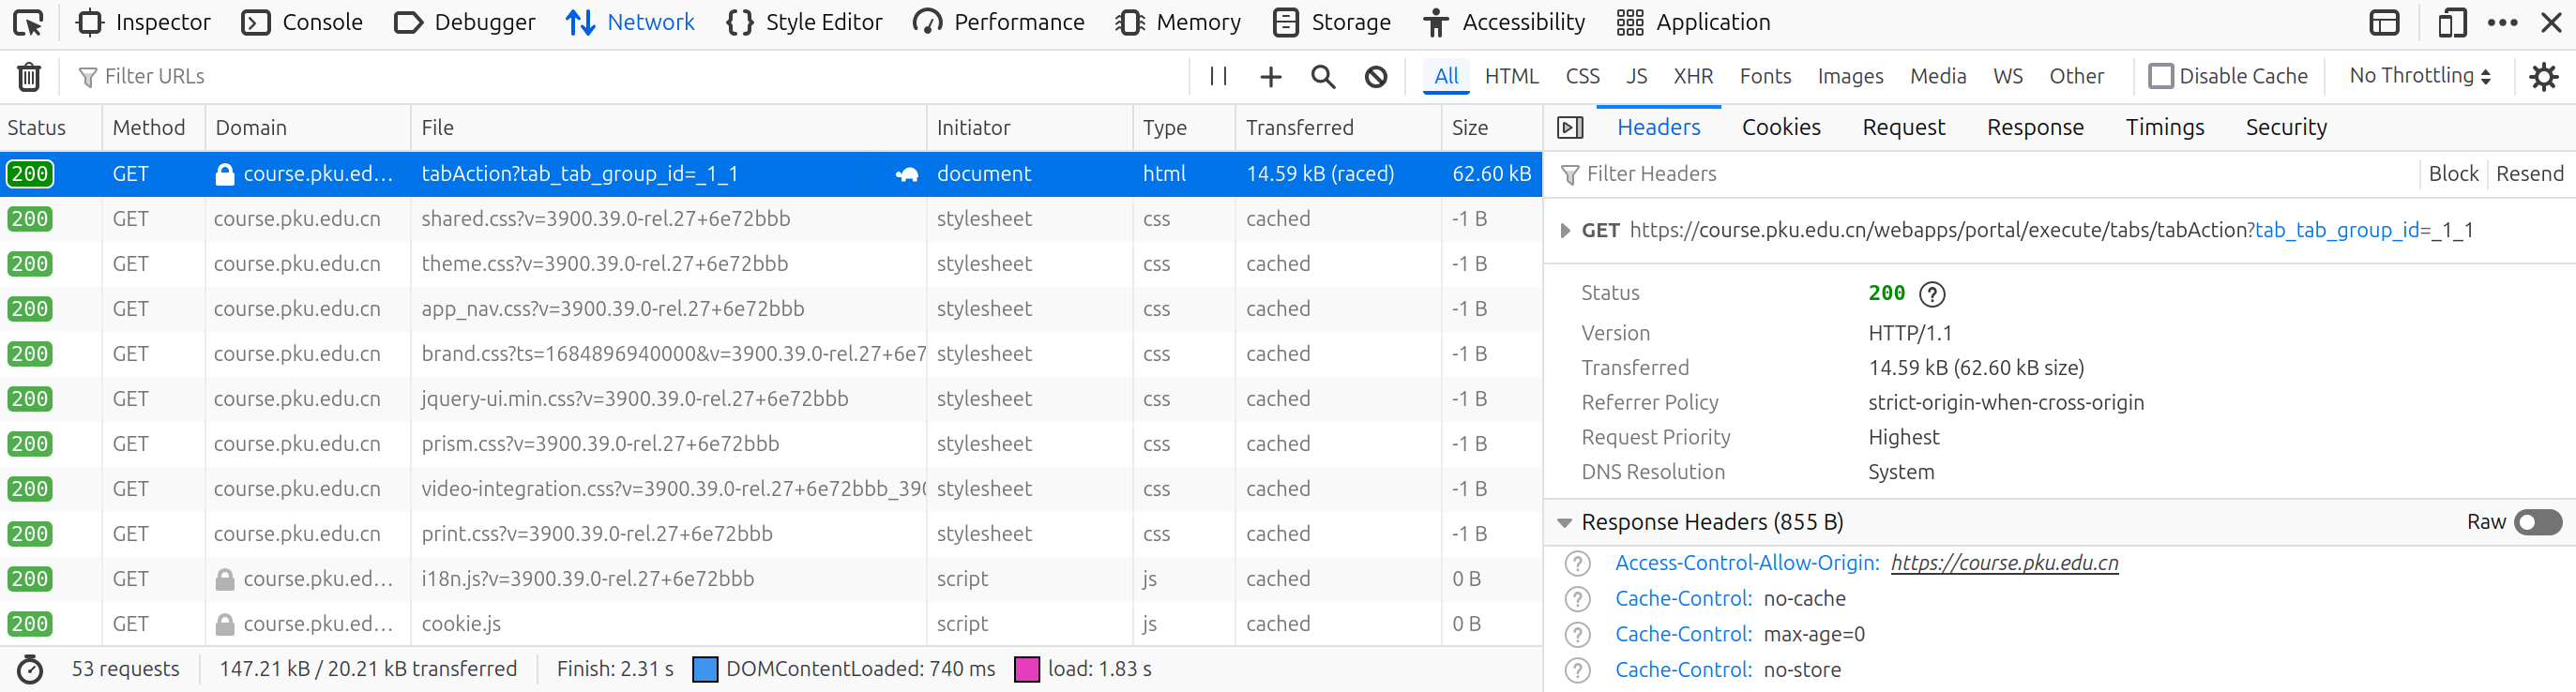 Inspector Console Debugger Network Style Editor Performance Memory Storage Accessibility Application
Filter URLs All HTML CSS JS XHR Fonts Images Media WS Other Disable Cache No Throttling
Status Method Domain File Initiator Type Transferred Size
200 GET course.pku.ed... tabAction?tab_tab_group_id=_1_1 document html 14.59 kB (raced) 62.60 kB
200 GET course.pku.edu.cn shared.css?v=3900.39.0-rel.27+6e72bbb stylesheet css cached -1 B
200 GET course.pku.edu.cn theme.css?v=3900.39.0-rel.27+6e72bbb stylesheet css cached -1 B
200 GET course.pku.edu.cn app_nav.css?v=3900.39.0-rel.27+6e72bbb stylesheet css cached -1 B
200 GET course.pku.edu.cn brand.css?ts=1684896940000&v=3900.39.0-rel.27+6e7 stylesheet css cached -1 B
200 GET course.pku.edu.cn jquery-ui.min.css?v=3900.39.0-rel.27+6e72bbb stylesheet css cached -1 B
200 GET course.pku.edu.cn prism.css?v=3900.39.0-rel.27+6e72bbb stylesheet css cached -1 B
200 GET course.pku.edu.cn video-integration.css?v=3900.39.0-rel.27+6e72bbb_390 stylesheet css cached -1 B
200 GET course.pku.edu.cn print.css?v=3900.39.0-rel.27+6e72bbb stylesheet css cached -1 B
200 GET course.pku.ed... i18n.js?v=3900.39.0-rel.27+6e72bbb script js cached 0 B
200 GET course.pku.ed... cookie.js script js cached 0 B
53 requests 147.21 kB / 20.21 kB transferred Finish: 2.31 s DOMContentLoaded: 740 ms load: 1.83 s
Headers Cookies Request Response Timings Security
Filter Headers Block Resend
GET https://course.pku.edu.cn/webapps/portal/execute/tabs/tabAction?tab_tab_group_id=_1_1
Status 200
Version HTTP/1.1
Transferred 14.59 kB (62.60 kB size)
Referrer Policy strict-origin-when-cross-origin
Request Priority Highest
DNS Resolution System
Response Headers (855 B) Raw
Access-Control-Allow-Origin: https://course.pku.edu.cn
Cache-Control: no-cache
Cache-Control: max-age=0
Cache-Control: no-store